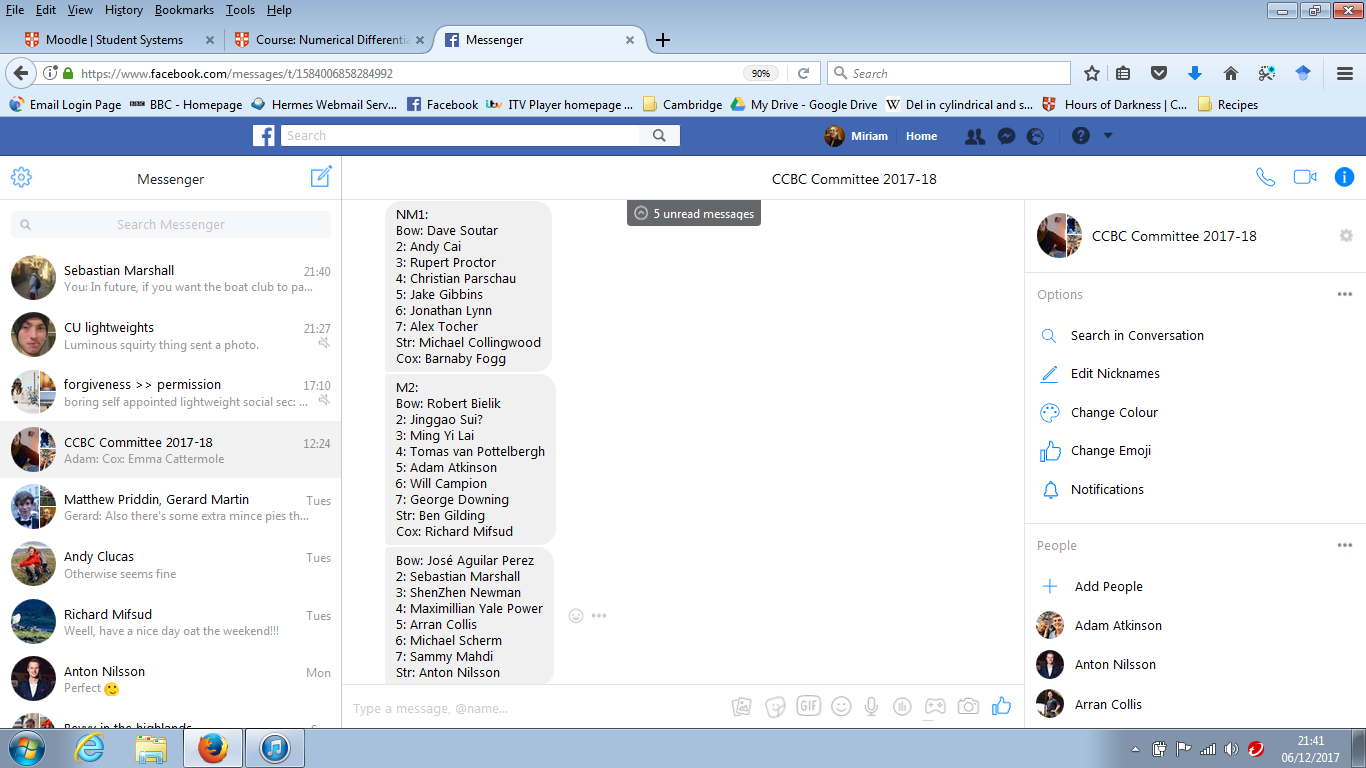 File Edit View History Bookmarks Tools Help
Moodle | Student Systems
Course: Numerical Differentia
Messenger
https://www.facebook.com/messages/t/1584006858284992
90%
Search
Email Login Page
BBC - Homepage
Hermes Webmail Serv...
Facebook
ITV Player homepage ...
Cambridge
My Drive - Google Drive
Del in cylindrical and s...
Hours of Darkness | C...
Recipes
Search
Miriam
Home
Messenger
Search Messenger
Sebastian Marshall 21:40
You: In future, if you want the boat club to pa...
CU lightweights 21:27
Luminous squirty thing sent a photo.
forgiveness >> permission 17:10
boring self appointed lightweight social sec: ...
CCBC Committee 2017-18 12:24
Adam: Cox: Emma Cattermole
Matthew Priddin, Gerard Martin Tues
Gerard: Also there's some extra mince pies th...
Andy Clucas Tues
Otherwise seems fine
Richard Mifsud Tues
Weell, have a nice day oat the weekend!!!
Anton Nilsson Mon
Perfect
CCBC Committee 2017-18
5 unread messages
NM1:
Bow: Dave Soutar
2: Andy Cai
3: Rupert Proctor
4: Christian Parschau
5: Jake Gibbins
6: Jonathan Lynn
7: Alex Tocher
Str: Michael Collingwood
Cox: Barnaby Fogg
M2:
Bow: Robert Bielik
2: Jinggao Sui?
3: Ming Yi Lai
4: Tomas van Pottelbergh
5: Adam Atkinson
6: Will Campion
7: George Downing
Str: Ben Gilding
Cox: Richard Mifsud
Bow: José Aguilar Perez
2: Sebastian Marshall
3: ShenZhen Newman
4: Maximillian Yale Power
5: Arran Collis
6: Michael Scherm
7: Sammy Mahdi
Str: Anton Nilsson
Type a message, @name...
GIF
CCBC Committee 2017-18
Options
Search in Conversation
Edit Nicknames
Change Colour
Change Emoji
Notifications
People
Add People
Adam Atkinson
Anton Nilsson
Arran Collis
21:41
06/12/2017